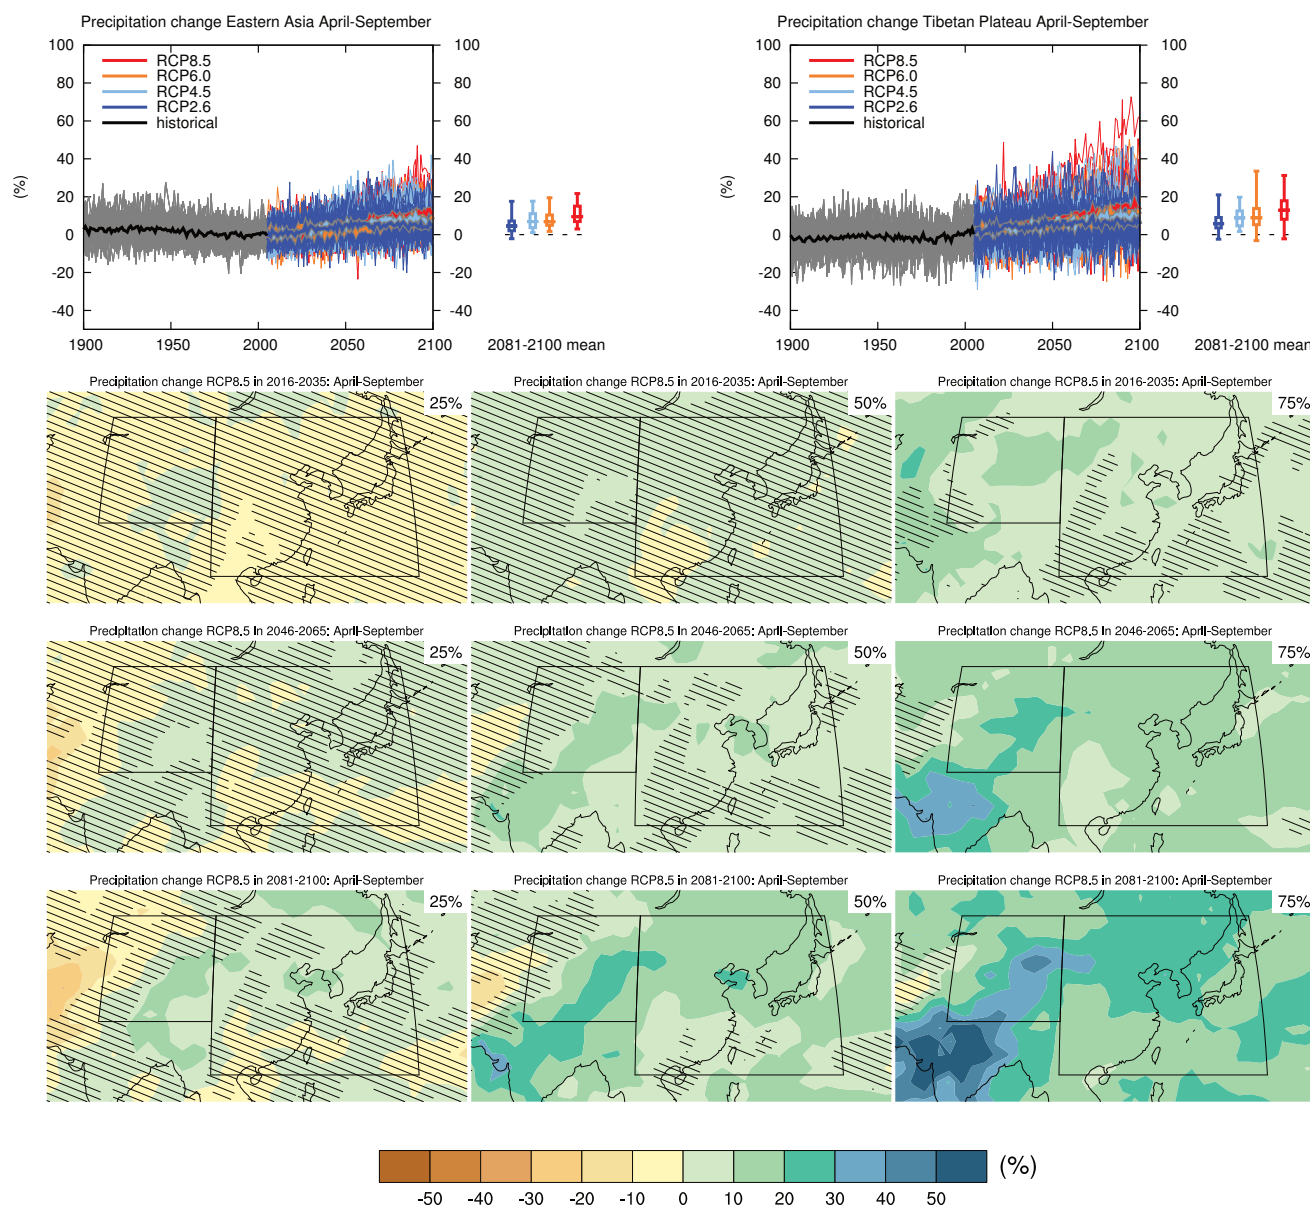 Precipitation change Eastern Asia April-September
100
80
60
40
20
0
-20
-40
(%)
RCP8.5
RCP6.0
RCP4.5
RCP2.6
historical
100
80
60
40
20
0
-20
-40
1900 1950 2000 2050 2100
2081-2100 mean
Precipitation change Tibetan Plateau April-September
100
80
60
40
20
0
-20
-40
(%)
RCP8.5
RCP6.0
RCP4.5
RCP2.6
historical
100
80
60
40
20
0
-20
-40
1900 1950 2000 2050 2100
2081-2100 mean
Precipitation change RCP8.5 in 2016-2035: April-September
25%
Precipitation change RCP8.5 in 2016-2035: April-September
50%
Precipitation change RCP8.5 in 2016-2035: April-September
75%
Precipitation change RCP8.5 in 2046-2065: April-September
25%
Precipitation change RCP8.5 in 2046-2065: April-September
50%
Precipitation change RCP8.5 in 2046-2065: April-September
75%
Precipitation change RCP8.5 in 2081-2100: April-September
25%
Precipitation change RCP8.5 in 2081-2100: April-September
50%
Precipitation change RCP8.5 in 2081-2100: April-September
75%
(%)
-50 -40 -30 -20 -10 0 10 20 30 40 50